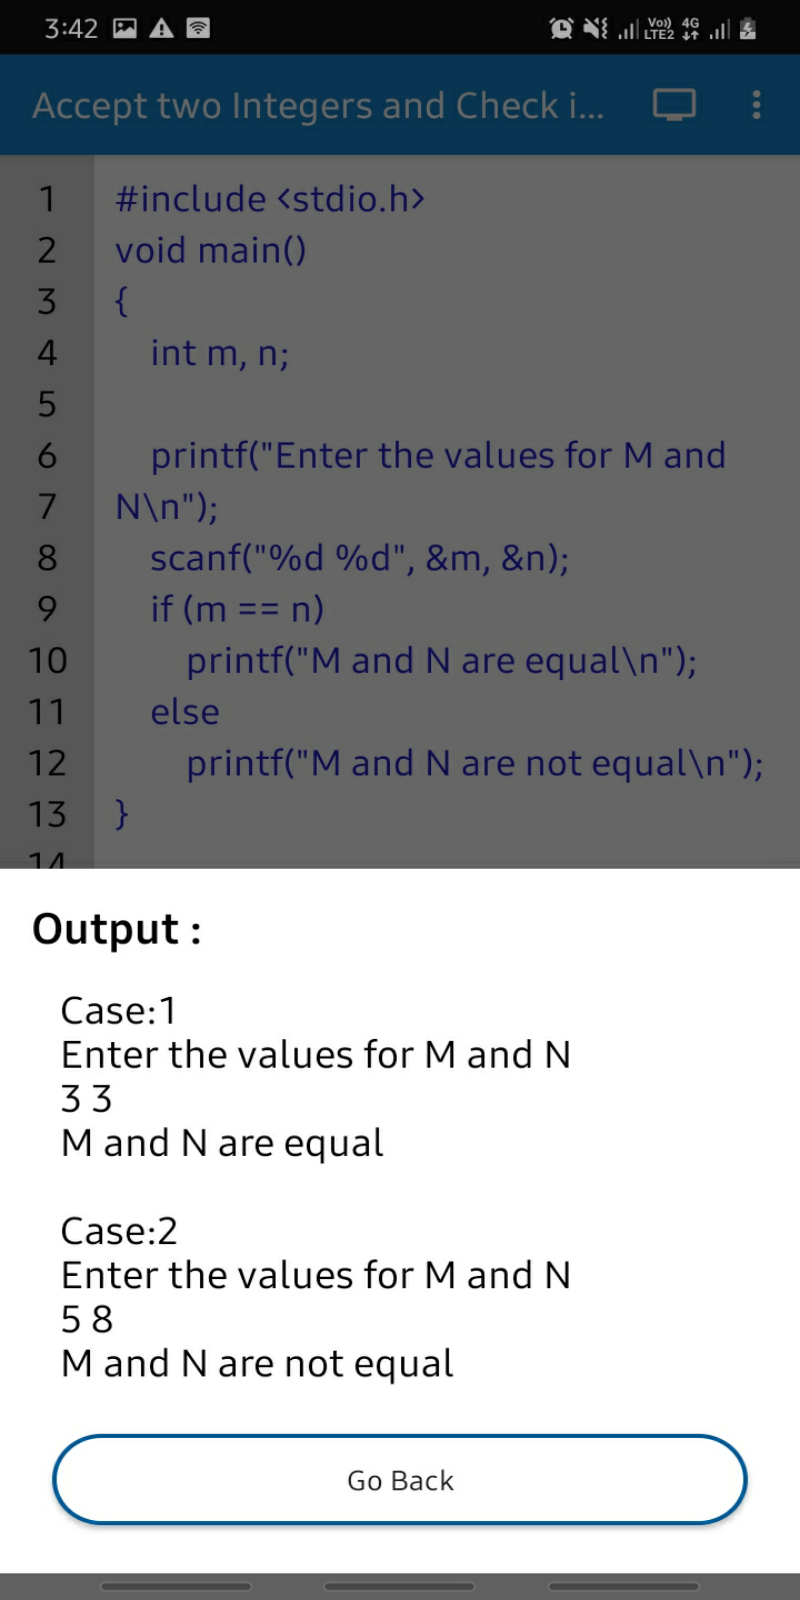 3:42 Vo)) LTE2 4G
Accept two Integers and Check i...
1 #include <stdio.h>
2 void main()
3 {
4 int m, n;
5
6 printf("Enter the values for M and
7 N\n");
8 scanf("%d %d", &m, &n);
9 if (m == n)
10 printf("M and N are equal\n");
11 else
12 printf("M and N are not equal\n");
13 }
14
Output :
Case:1
Enter the values for M and N
3 3
M and N are equal
Case:2
Enter the values for M and N
5 8
M and N are not equal
Go Back